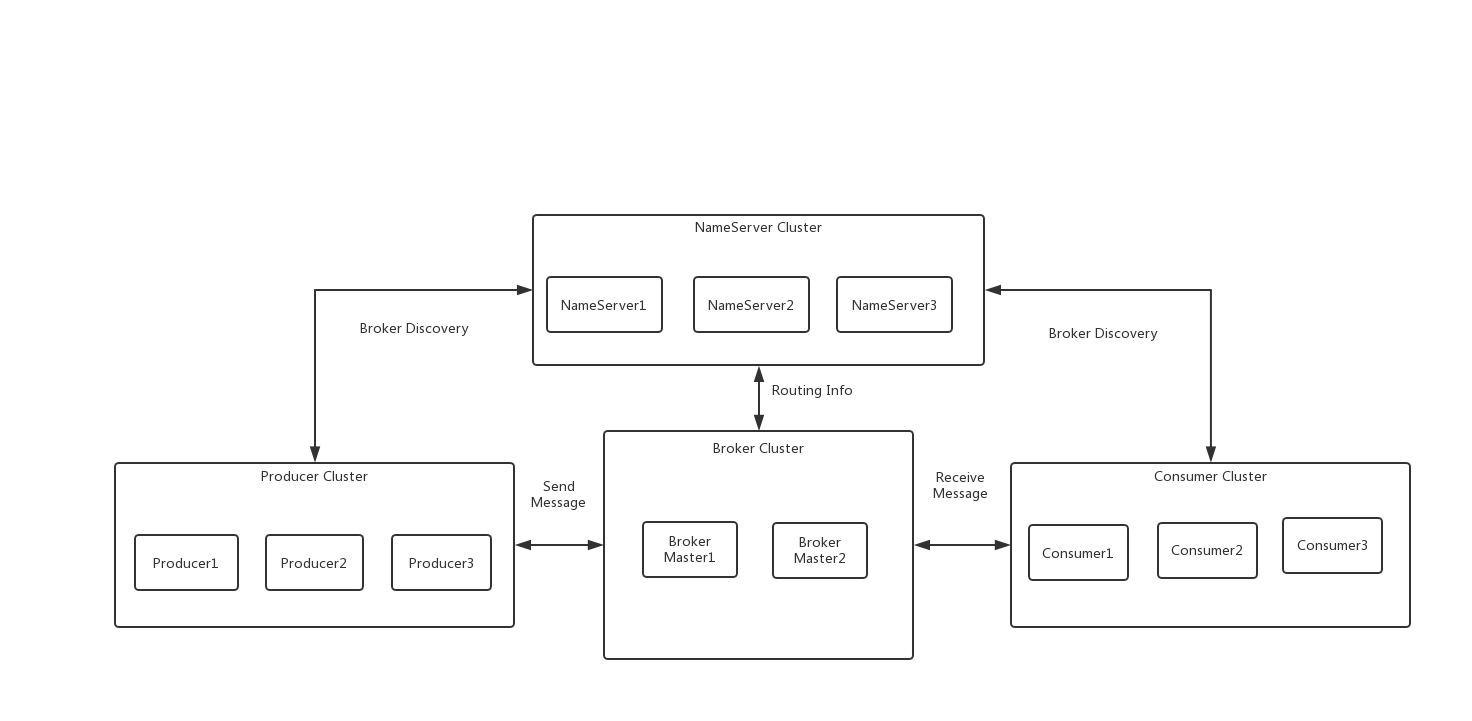 NameServer Cluster
NameServer1
NameServer2
NameServer3
Broker Discovery
Broker Discovery
Routing Info
Producer Cluster
Producer1
Producer2
Producer3
Send
Message
Broker Cluster
Broker
Master1
Broker
Master2
Receive
Message
Consumer Cluster
Consumer1
Consumer2
Consumer3